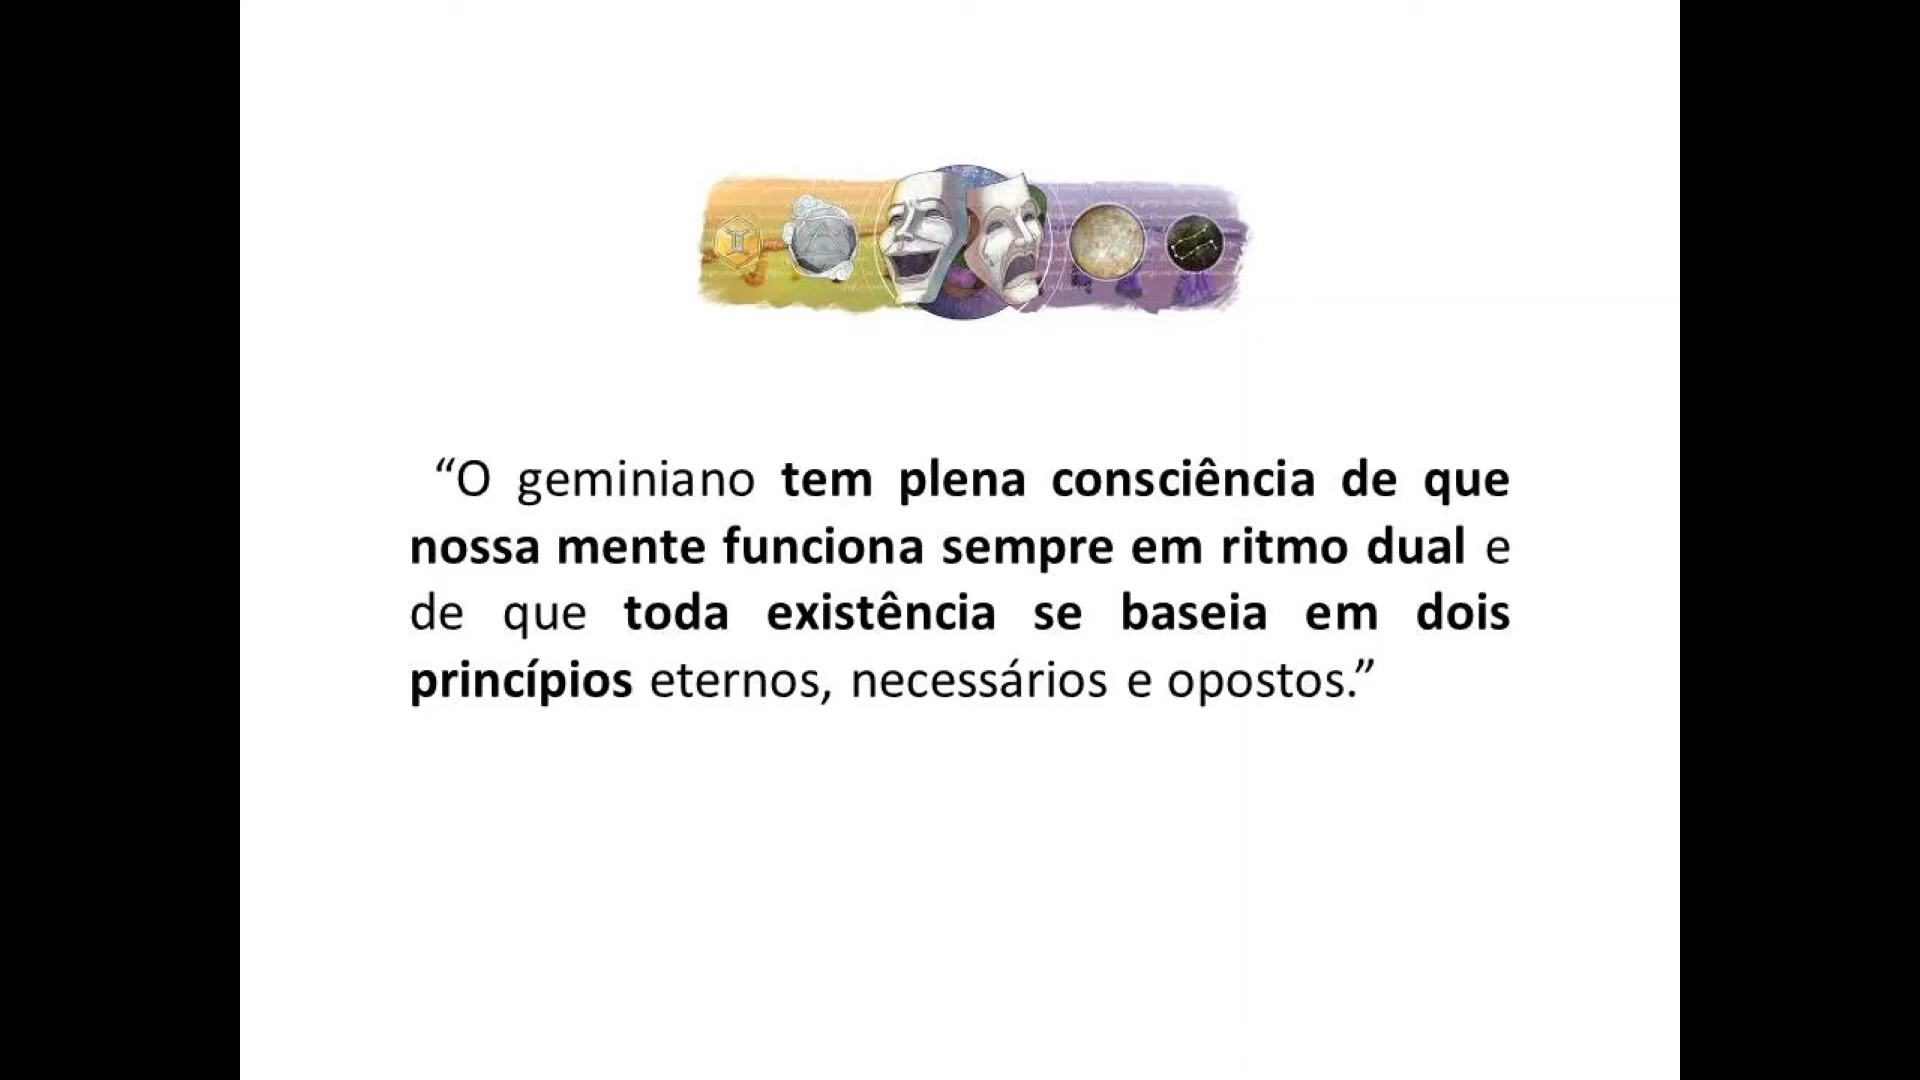 “O geminiano tem plena consciência de que
nossa mente funciona sempre em ritmo dual e
de que toda existência se baseia em dois
princípios eternos, necessários e opostos.”